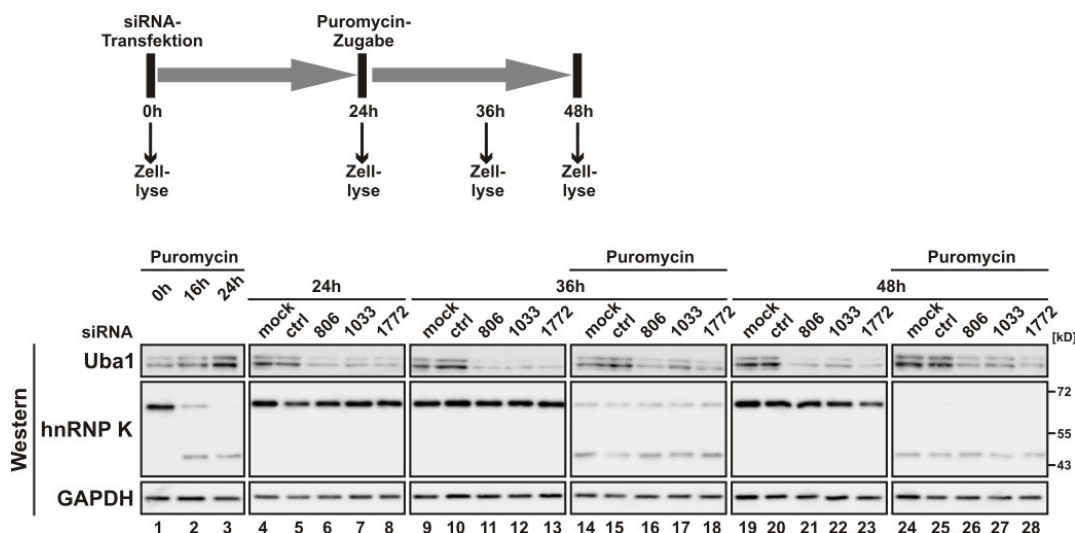 siRNA-
Transfektion
Puromycin-
Zugabe
0h
24h
36h
48h
Zell-
lyse
Zell-
lyse
Zell-
lyse
Zell-
lyse
Puromycin
Puromycin
Puromycin
0h 16h 24h
24h
36h
48h
siRNA
mock ctrl 806 1033 1772 mock ctrl 806 1033 1772 mock ctrl 806 1033 1772 mock ctrl 806 1033 1772 mock ctrl 806 1033 1772
[kD]
Western
Uba1
hnRNP K
72
55
43
GAPDH
1 2 3 4 5 6 7 8 9 10 11 12 13 14 15 16 17 18 19 20 21 22 23 24 25 26 27 28